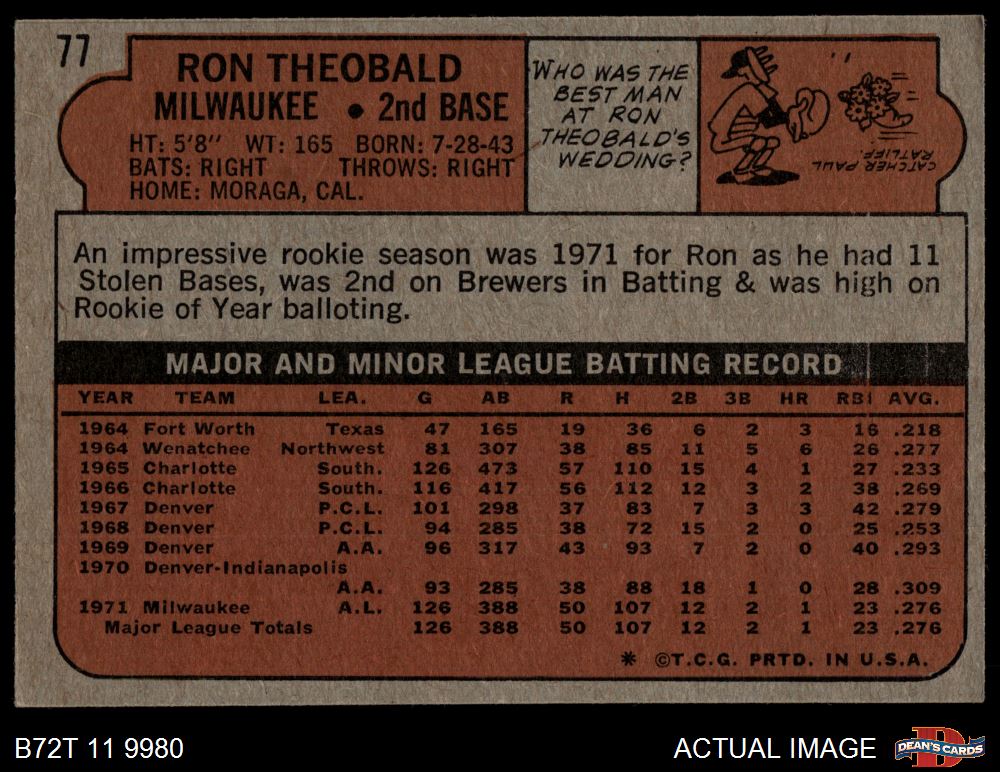 77
RON THEOBALD
MILWAUKEE • 2nd BASE
HT: 5'8" WT: 165 BORN: 7-28-43
BATS: RIGHT THROWS: RIGHT
HOME: MORAGA, CAL.
WHO WAS THE
BEST MAN
AT RON
THEOBALD'S
WEDDING?
CATCHER PAUL
RATLIFF.
An impressive rookie season was 1971 for Ron as he had 11
Stolen Bases, was 2nd on Brewers in Batting & was high on
Rookie of Year balloting.
MAJOR AND MINOR LEAGUE BATTING RECORD
YEAR TEAM LEA. G AB R H 2B 3B HR RBI AVG.
1964 Fort Worth Texas 47 165 19 36 6 2 3 16 .218
1964 Wenatchee Northwest 81 307 38 85 11 5 6 26 .277
1965 Charlotte South. 126 473 57 110 15 4 1 27 .233
1966 Charlotte South. 116 417 56 112 12 3 2 38 .269
1967 Denver P.C.L. 101 298 37 83 7 3 3 42 .279
1968 Denver P.C.L. 94 285 38 72 15 2 0 25 .253
1969 Denver A.A. 96 317 43 93 7 2 0 40 .293
1970 Denver-Indianapolis
A.A. 93 285 38 88 18 1 0 28 .309
1971 Milwaukee A.L. 126 388 50 107 12 2 1 23 .276
Major League Totals 126 388 50 107 12 2 1 23 .276
* ©T.C.G. PRTD. IN U.S.A.
B72T 11 9980
ACTUAL IMAGE
DEAN'S CARDS